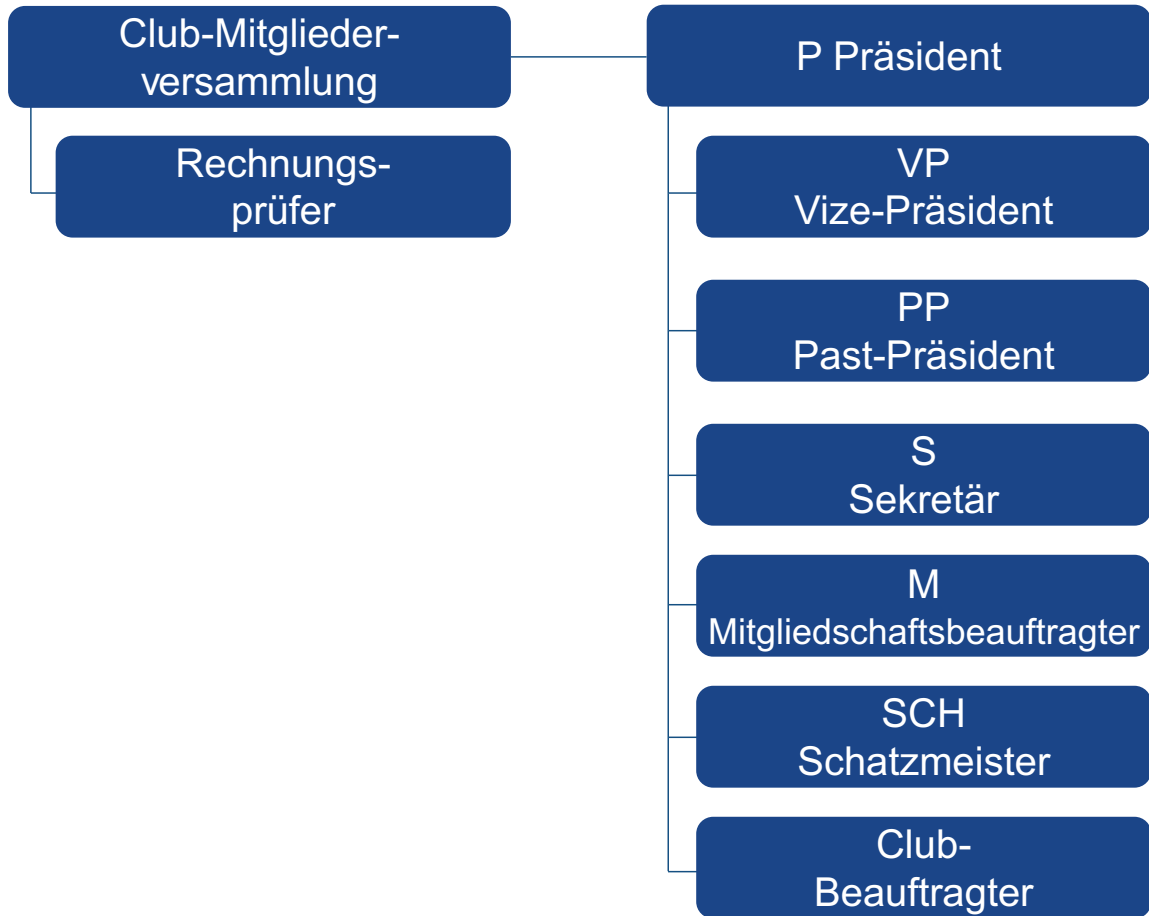 Club-Mitglieder-
versammlung
P Präsident
Rechnungs-
prüfer
VP
Vize-Präsident
PP
Past-Präsident
S
Sekretär
M
Mitgliedschaftsbeauftragter
SCH
Schatzmeister
Club-
Beauftragter